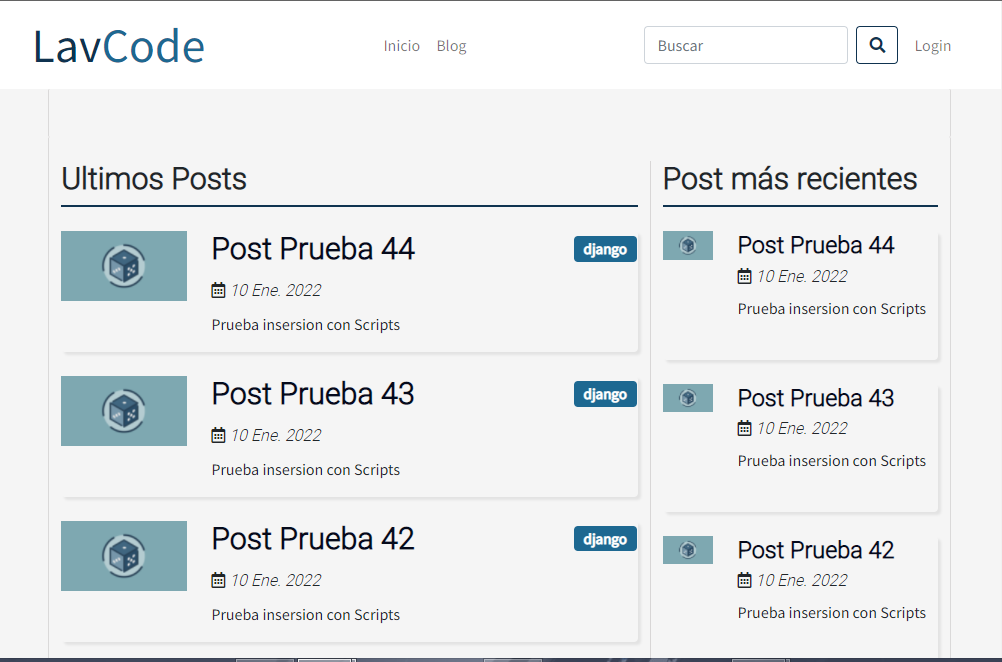 LavCode
Inicio Blog
Buscar
Login
Ultimos Posts
Post Prueba 44
django
10 Ene. 2022
Prueba insersion con Scripts
Post Prueba 43
django
10 Ene. 2022
Prueba insersion con Scripts
Post Prueba 42
django
10 Ene. 2022
Prueba insersion con Scripts
Post más recientes
Post Prueba 44
10 Ene. 2022
Prueba insersion con Scripts
Post Prueba 43
10 Ene. 2022
Prueba insersion con Scripts
Post Prueba 42
10 Ene. 2022
Prueba insersion con Scripts